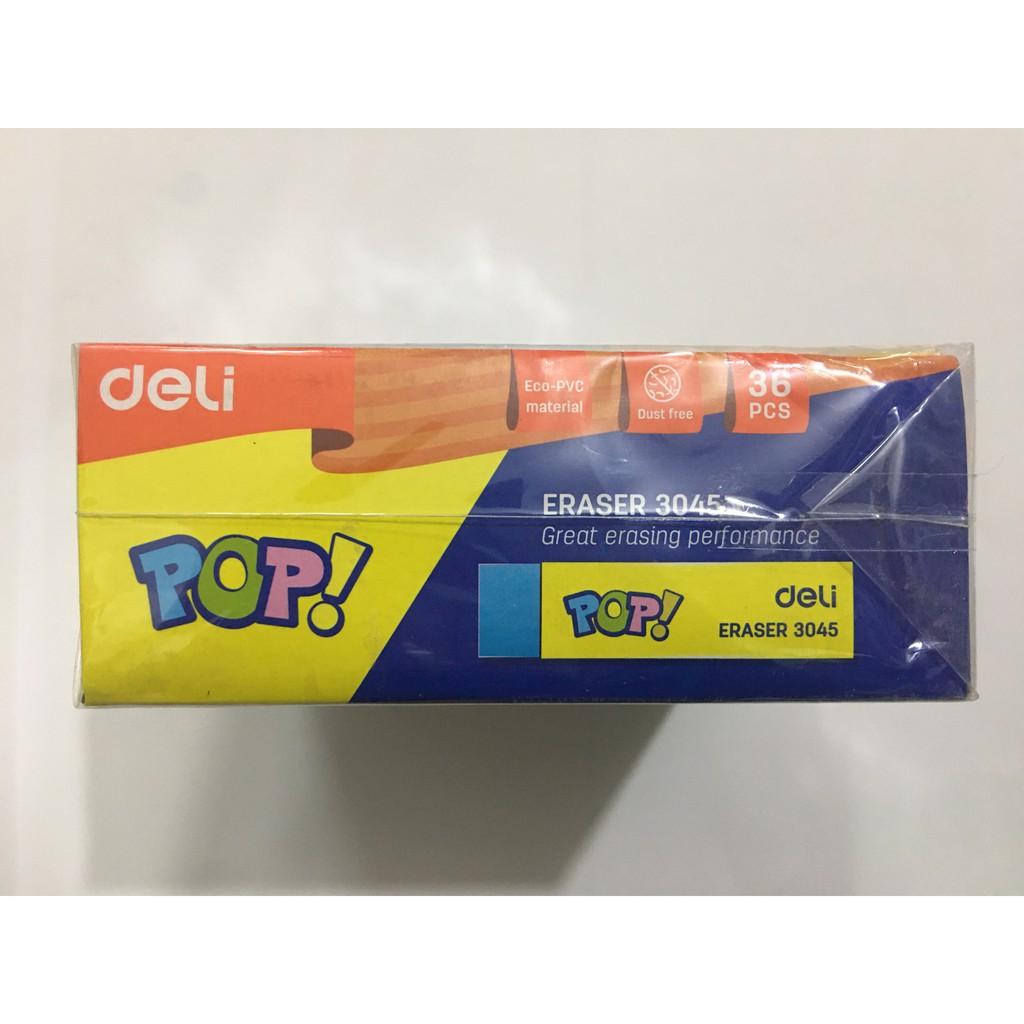 deli
Eco-PVC
material
Dust free
36
PCS
ERASER 3045
Great erasing performance
POP!
POP!
deli
ERASER 3045